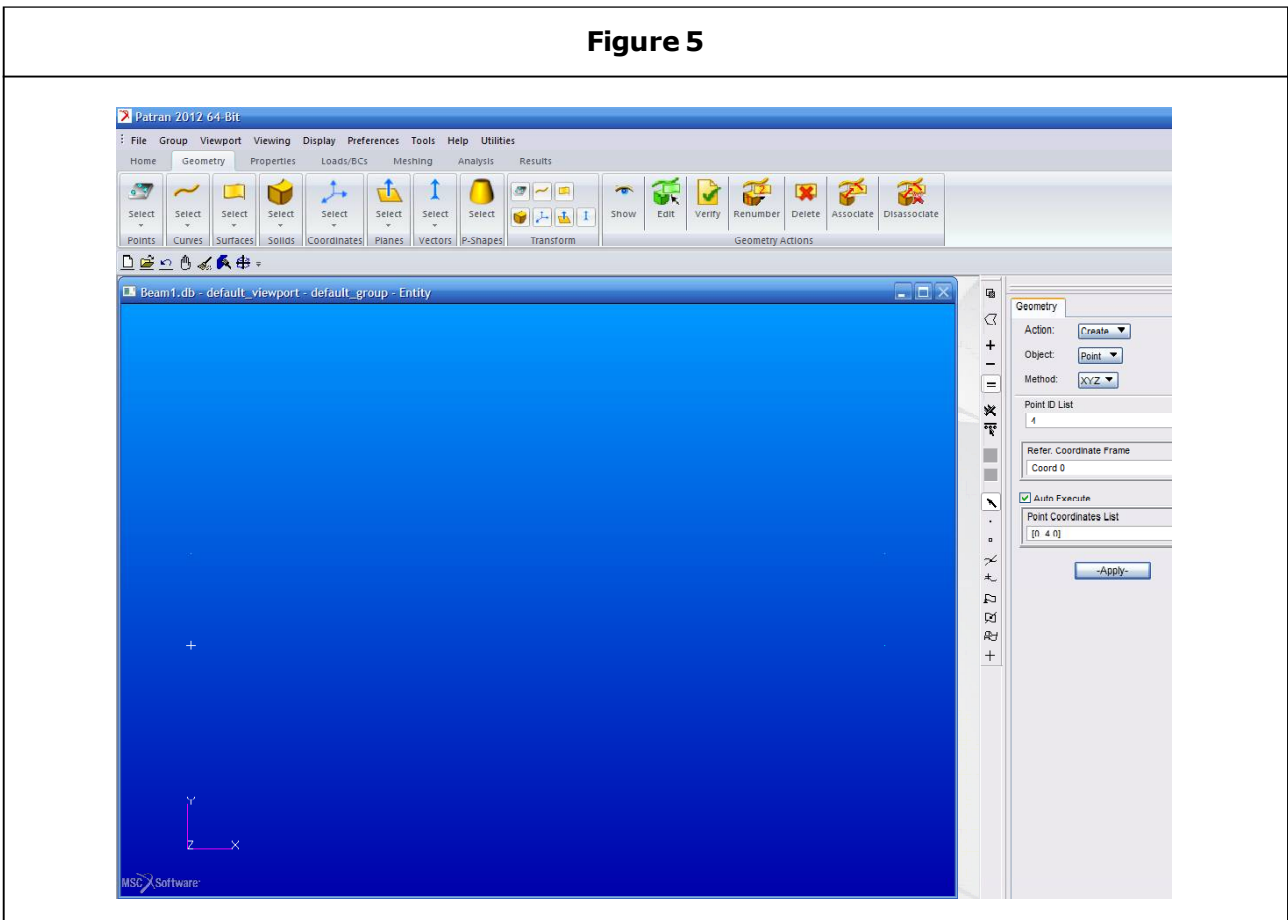 Figure 5
Patran 2012 64-Bit
File Group Viewport Viewing Display Preferences Tools Help Utilities
Home Geometry Properties Loads/BCs Meshing Analysis Results
Select Select Select Select Select Select Select Select Show Edit Verify Renumber Delete Associate Disassociate
Points Curves Surfaces Solids Coordinates Planes Vectors P-Shapes Transform Geometry Actions
Beam1.db - default_viewport - default_group - Entity
Geometry
Action: Create
Object: Point
Method: XYZ
Point ID List
4
Refer. Coordinate Frame
Coord 0
Auto Execute
Point Coordinates List
[0 4 0]
-Apply-
Y
Z X
MSC Software